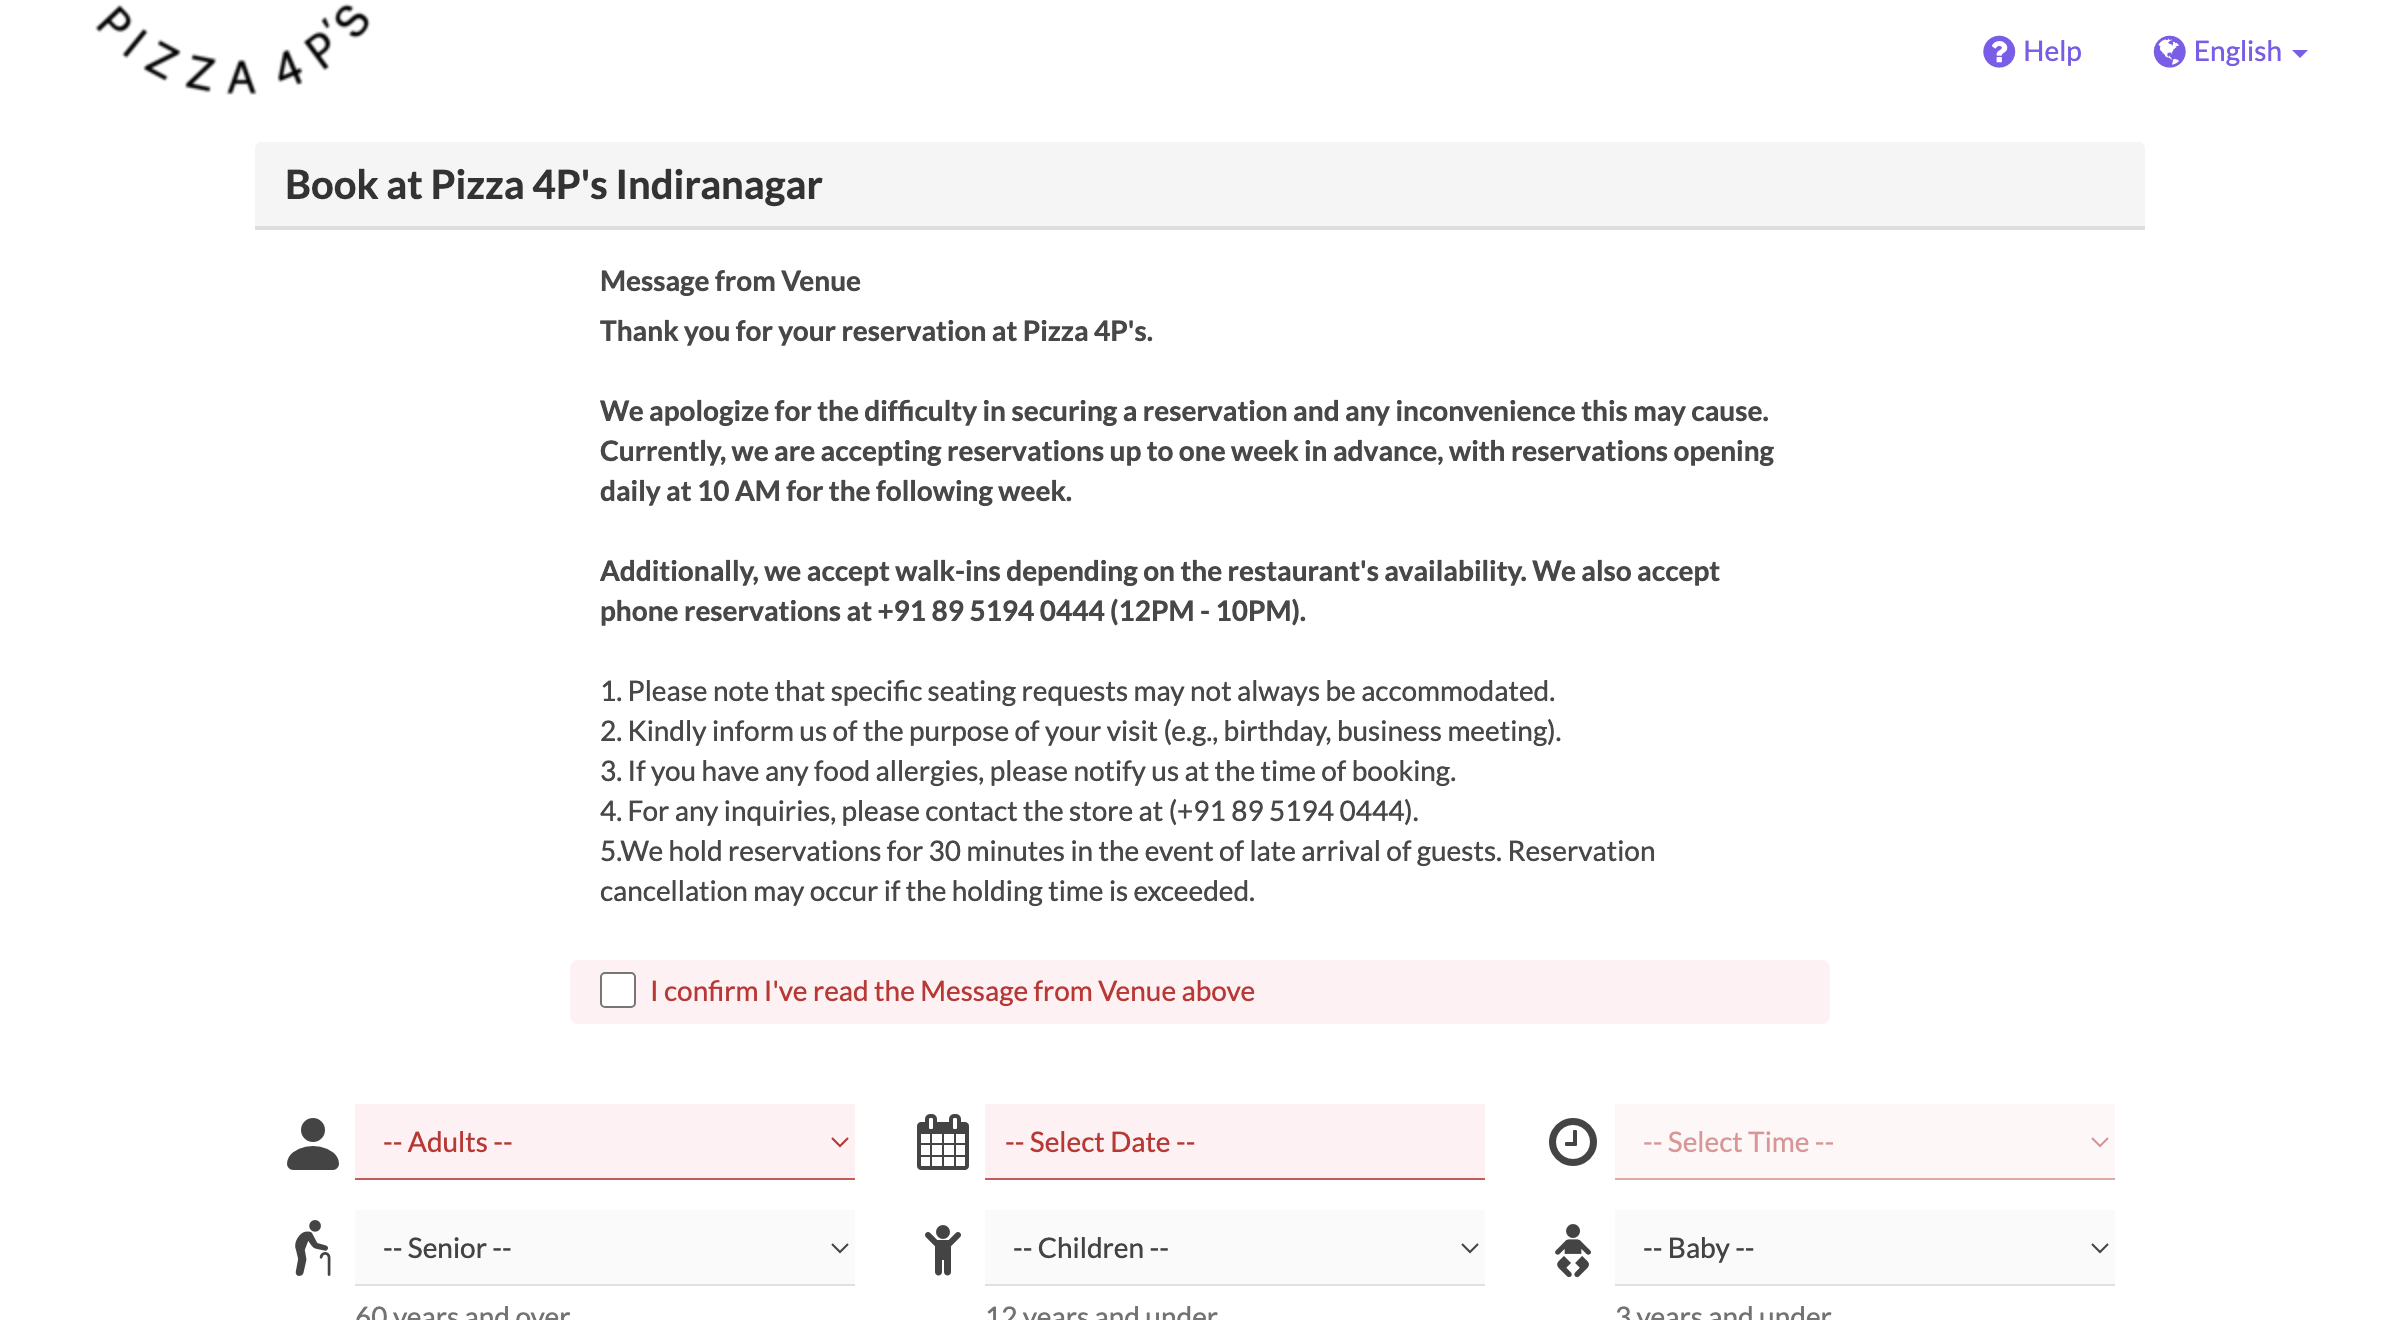 PIZZA 4P'S
Help
English
Book at Pizza 4P's Indiranagar
Message from Venue
Thank you for your reservation at Pizza 4P's.
We apologize for the difficulty in securing a reservation and any inconvenience this may cause.
Currently, we are accepting reservations up to one week in advance, with reservations opening
daily at 10 AM for the following week.
Additionally, we accept walk-ins depending on the restaurant's availability. We also accept
phone reservations at +91 89 5194 0444 (12PM - 10PM).
1. Please note that specific seating requests may not always be accommodated.
2. Kindly inform us of the purpose of your visit (e.g., birthday, business meeting).
3. If you have any food allergies, please notify us at the time of booking.
4. For any inquiries, please contact the store at (+91 89 5194 0444).
5.We hold reservations for 30 minutes in the event of late arrival of guests. Reservation
cancellation may occur if the holding time is exceeded.
I confirm I've read the Message from Venue above
-- Adults --
-- Select Date --
-- Select Time --
-- Senior --
-- Children --
-- Baby --
60 years and over
12 years and under
3 years and under